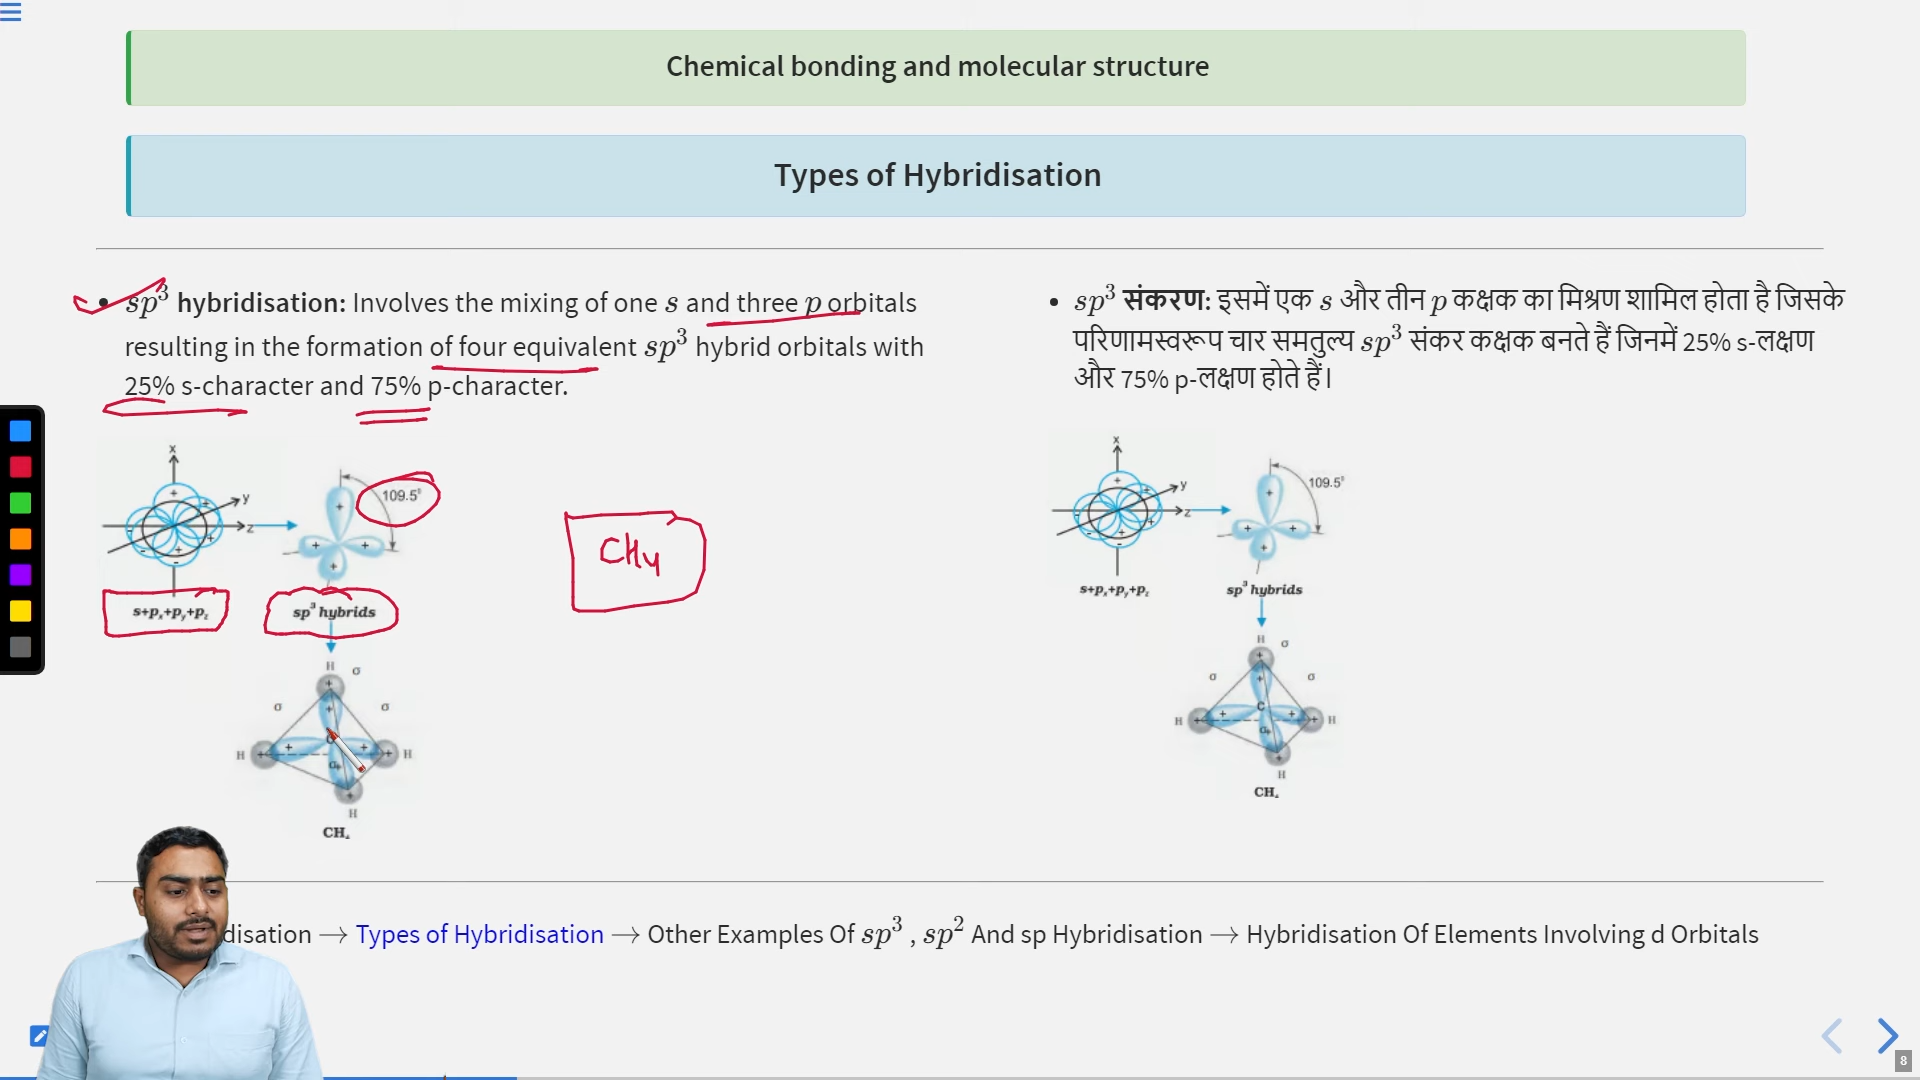 Chemical bonding and molecular structure
Types of Hybridisation
• sp³ hybridisation: Involves the mixing of one s and three p orbitals
resulting in the formation of four equivalent sp³ hybrid orbitals with
25% s-character and 75% p-character.
x
y
z
+
-
109.5°
CH4
s+pₓ+pᵧ+p_z
sp³ hybrids
H
σ
σ
σ
H
C
H
σ
H
CH₄
• sp³ संकरण: इसमें एक s और तीन p कक्षक का मिश्रण शामिल होता है जिसके
परिणामस्वरूप चार समतुल्य sp³ संकर कक्षक बनते हैं जिनमें 25% s-लक्षण
और 75% p-लक्षण होते हैं।
x
y
z
+
-
109.5°
s+pₓ+pᵧ+p_z
sp³ hybrids
H
σ
σ
σ
H
C
H
σ
H
CH₄
disation → Types of Hybridisation → Other Examples Of sp³ , sp² And sp Hybridisation → Hybridisation Of Elements Involving d Orbitals
8